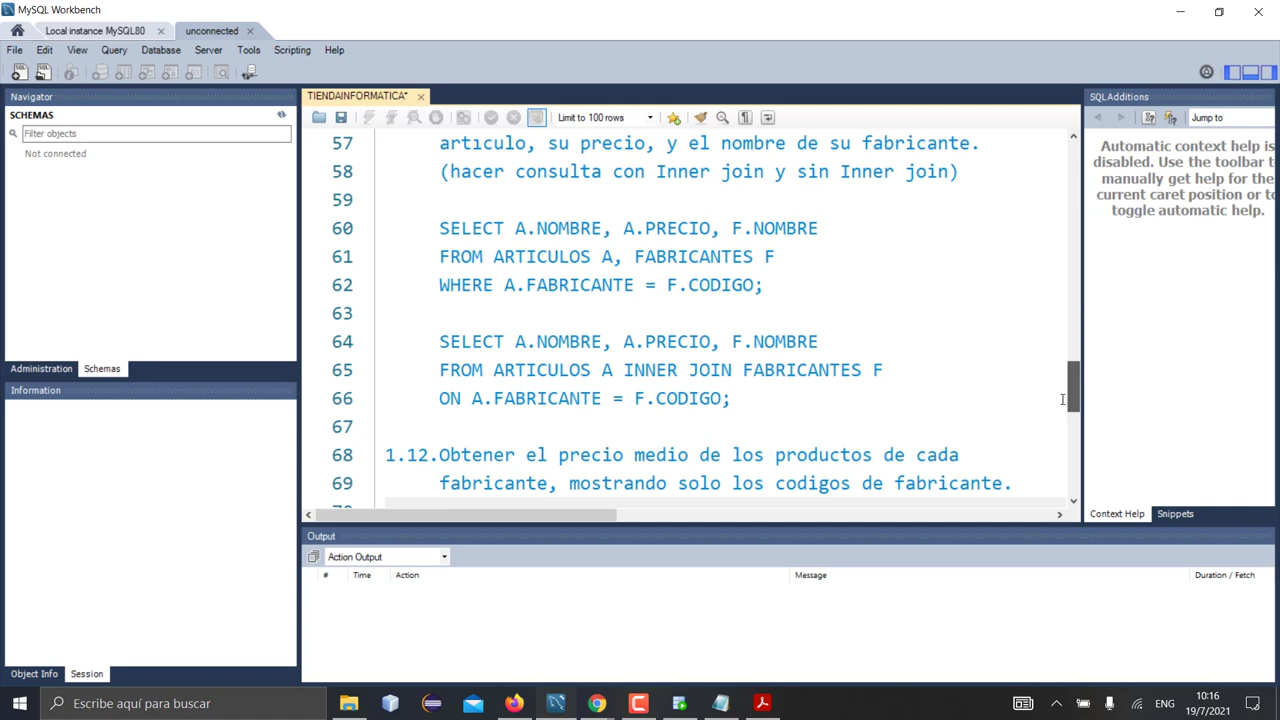 MySQL Workbench
Local instance MySQL80
unconnected
File Edit View Query Database Server Tools Scripting Help
Navigator
SCHEMAS
Filter objects
Not connected
Administration Schemas
Information
Object Info Session
TIENDAINFORMATICA*
Limit to 100 rows
57 articulo, su precio, y el nombre de su fabricante.
58 (hacer consulta con Inner join y sin Inner join)
59
60 SELECT A.NOMBRE, A.PRECIO, F.NOMBRE
61 FROM ARTICULOS A, FABRICANTES F
62 WHERE A.FABRICANTE = F.CODIGO;
63
64 SELECT A.NOMBRE, A.PRECIO, F.NOMBRE
65 FROM ARTICULOS A INNER JOIN FABRICANTES F
66 ON A.FABRICANTE = F.CODIGO;
67
68 1.12.Obtener el precio medio de los productos de cada
69 fabricante, mostrando solo los codigos de fabricante.
Output
Action Output
# Time Action Message Duration / Fetch
SQLAdditions
Jump to
Automatic context help is
disabled. Use the toolbar t
manually get help for the
current caret position or to
toggle automatic help.
Context Help Snippets
Escribe aquí para buscar
ENG
10:16
19/7/2021